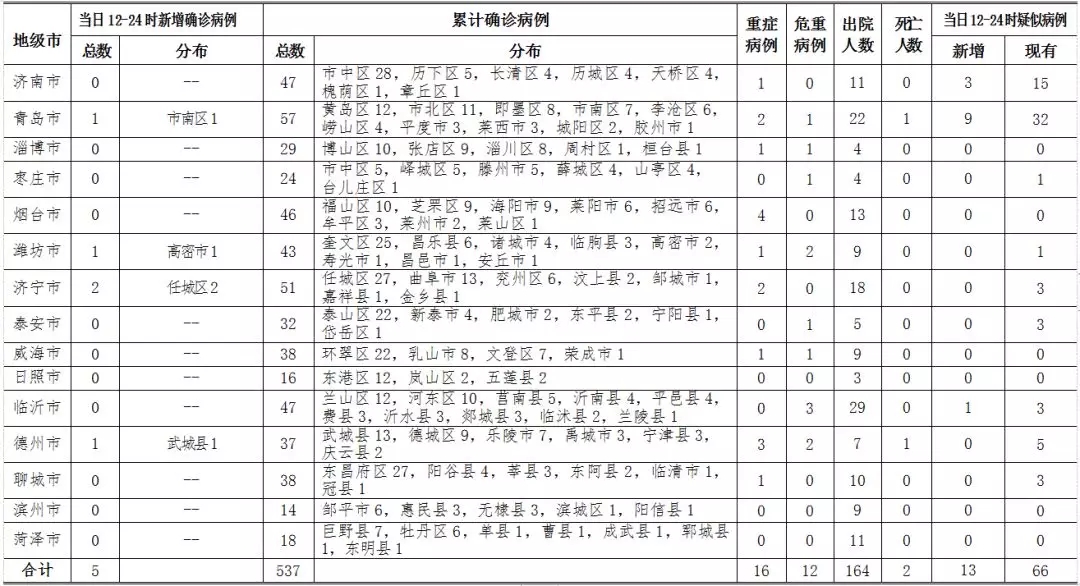 地级市 当日12-24时新增确诊病例 累计确诊病例 重症病例 危重病例 出院人数 死亡人数 当日12-24时疑似病例
总数 分布 总数 分布 新增 现有
济南市 0 -- 47 市中区28，历下区5，长清区4，历城区4，天桥区4， 1 0 11 0 3 15
槐荫区1，章丘区1
青岛市 1 市南区1 57 黄岛区12，市北区11，即墨区8，市南区7，李沧区6， 2 1 22 1 9 32
崂山区4，平度市3，莱西市3，城阳区2，胶州市1
淄博市 0 -- 29 博山区10，张店区9，淄川区8，周村区1，桓台县1 1 1 4 0 0 0
枣庄市 0 -- 24 市中区5，峄城区5，滕州市5，薛城区4，山亭区4， 0 1 4 0 0 1
台儿庄区1
烟台市 0 -- 46 福山区10，芝罘区9，海阳市9，莱阳市6，招远市6， 4 0 13 0 0 0
牟平区3，莱州市2，莱山区1
潍坊市 1 高密市1 43 奎文区25，昌乐县6，诸城市4，临朐县3，高密市2， 1 2 9 0 0 1
寿光市1，昌邑市1，安丘市1
济宁市 2 任城区2 51 任城区27，曲阜市13，兖州区6，汶上县2，邹城市1， 2 0 18 0 0 3
嘉祥县1，金乡县1
泰安市 0 -- 32 泰山区22，新泰市4，肥城市2，东平县2，宁阳县1， 0 1 5 0 0 3
岱岳区1
威海市 0 -- 38 环翠区22，乳山市8，文登区7，荣成市1 1 1 9 0 0 0
日照市 0 -- 16 东港区12，岚山区2，五莲县2 0 0 3 0 0 0
临沂市 0 -- 47 兰山区12，河东区10，莒南县5，沂南县4，平邑县4， 0 3 29 0 1 3
费县3，沂水县3，郯城县3，临沭县2，兰陵县1
德州市 1 武城县1 37 武城县13，德城区9，乐陵市7，禹城市3，宁津县3， 3 2 7 1 0 5
庆云县2
聊城市 0 -- 38 东昌府区27，阳谷县4，莘县3，东阿县2，临清市1， 1 0 10 0 0 3
冠县1
滨州市 0 -- 14 邹平市6，惠民县3，无棣县3，滨城区1，阳信县1 0 0 9 0 0 0
菏泽市 0 -- 18 巨野县7，牡丹区6，单县1，曹县1，成武县1，郓城县 0 0 11 0 0 0
1，东明县1
合计 5 537 16 12 164 2 13 66